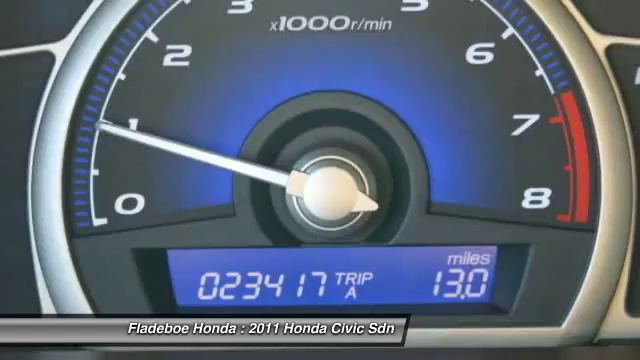 3 4 5
x1000r/min
2 6
1 7
0 8
miles
023417 TRIP A 13.0
Fladeboe Honda : 2011 Honda Civic Sdn